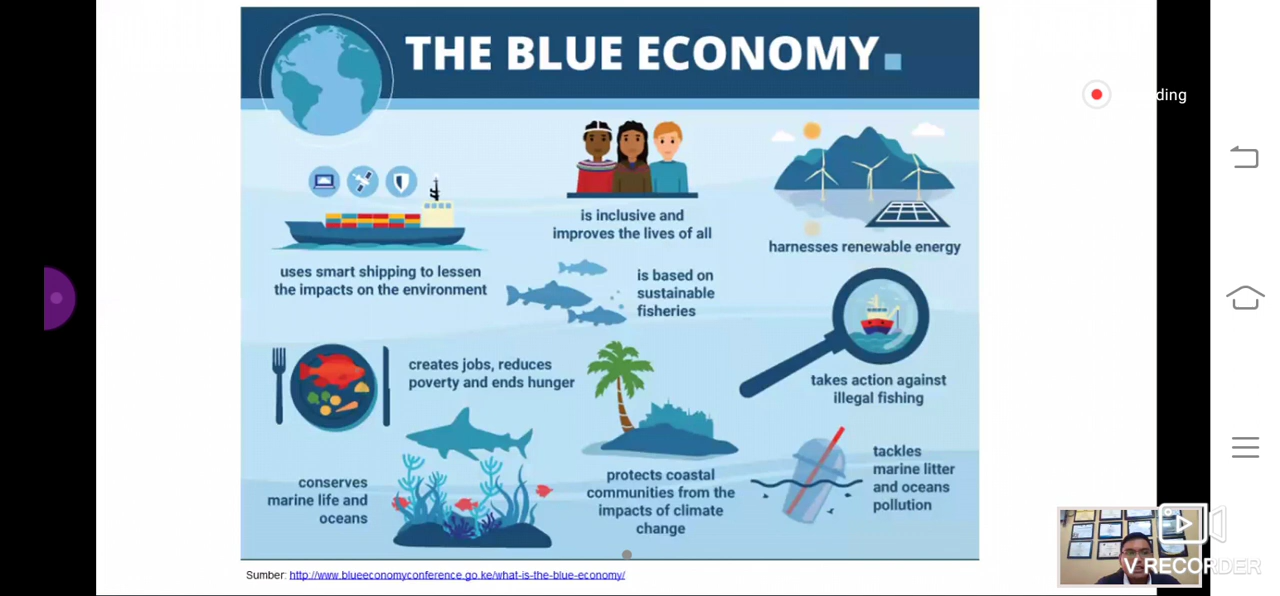 THE BLUE ECONOMY
ding
is inclusive and
improves the lives of all
harnesses renewable energy
uses smart shipping to lessen
the impacts on the environment
is based on
sustainable
fisheries
creates jobs, reduces
poverty and ends hunger
takes action against
illegal fishing
conserves
marine life and
oceans
protects coastal
communities from the
impacts of climate
change
tackles
marine litter
and oceans
pollution
Sumber: http://www.blueeconomyconference.go.ke/what-is-the-blue-economy/
V RECORDER